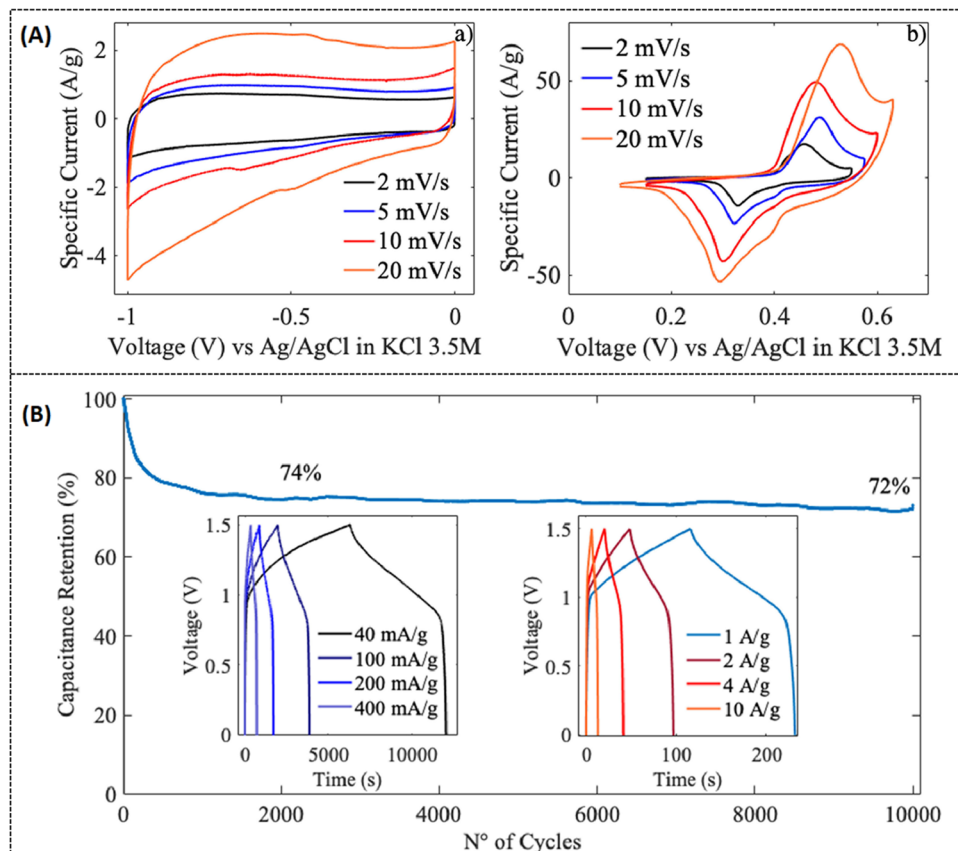 (A)
a)
2
0
-2
-4
Specific Current (A/g)
2 mV/s
5 mV/s
10 mV/s
20 mV/s
-1
-0.5
0
Voltage (V) vs Ag/AgCl in KCl 3.5M
b)
50
0
-50
Specific Current (A/g)
2 mV/s
5 mV/s
10 mV/s
20 mV/s
0
0.2
0.4
0.6
Voltage (V) vs Ag/AgCl in KCl 3.5M
(B)
100
80
60
40
20
0
Capacitance Retention (%)
74%
72%
1.5
1
0.5
0
Voltage (V)
40 mA/g
100 mA/g
200 mA/g
400 mA/g
0
5000
10000
Time (s)
1.5
1
0.5
0
Voltage (V)
1 A/g
2 A/g
4 A/g
10 A/g
0
100
200
Time (s)
0
2000
4000
6000
8000
10000
N° of Cycles